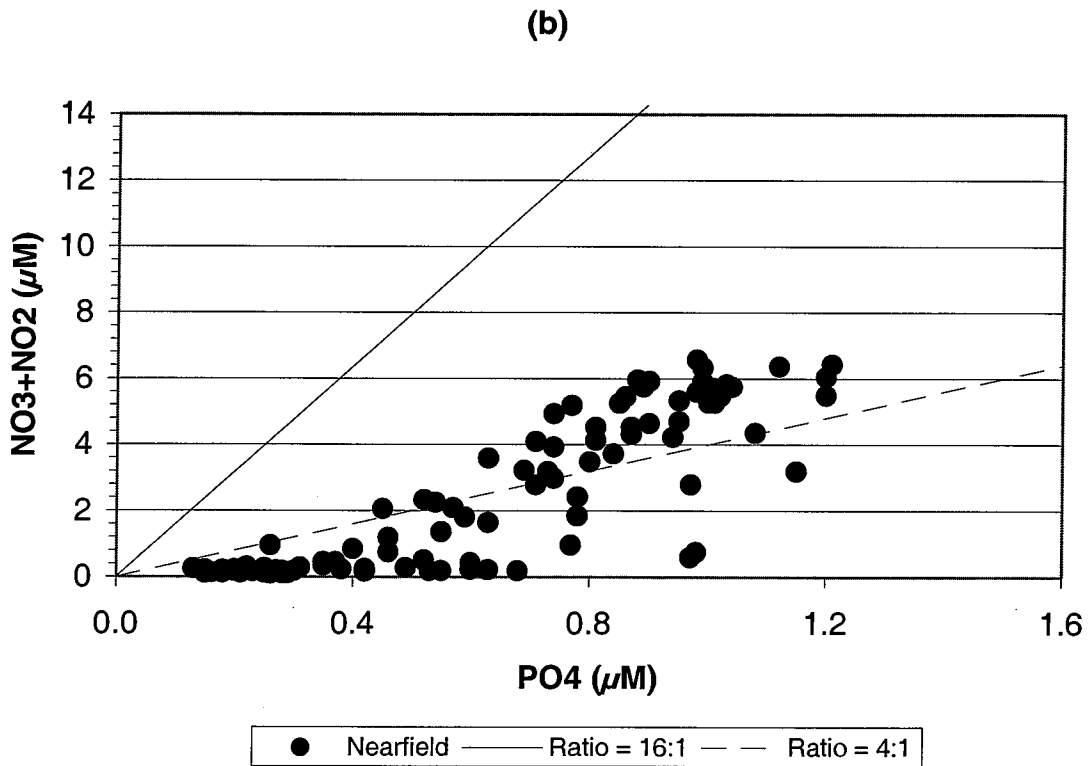 (b)
14
12
10
8
6
4
2
0
NO3+NO2 (µM)
0.0 0.4 0.8 1.2 1.6
PO4 (µM)
Nearfield Ratio = 16:1 Ratio = 4:1